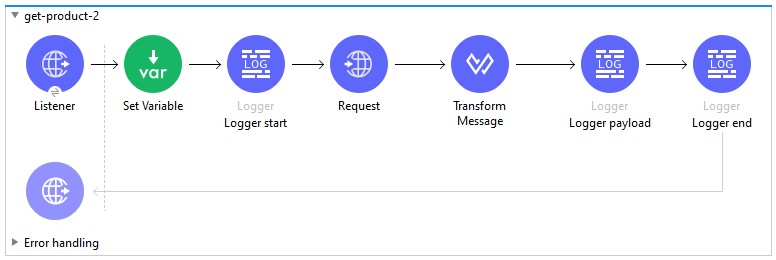 get-product-2
var
LOG
LOG
LOG
Listener
Set Variable
Logger
Logger start
Request
Transform
Message
Logger
Logger payload
Logger
Logger end
Error handling